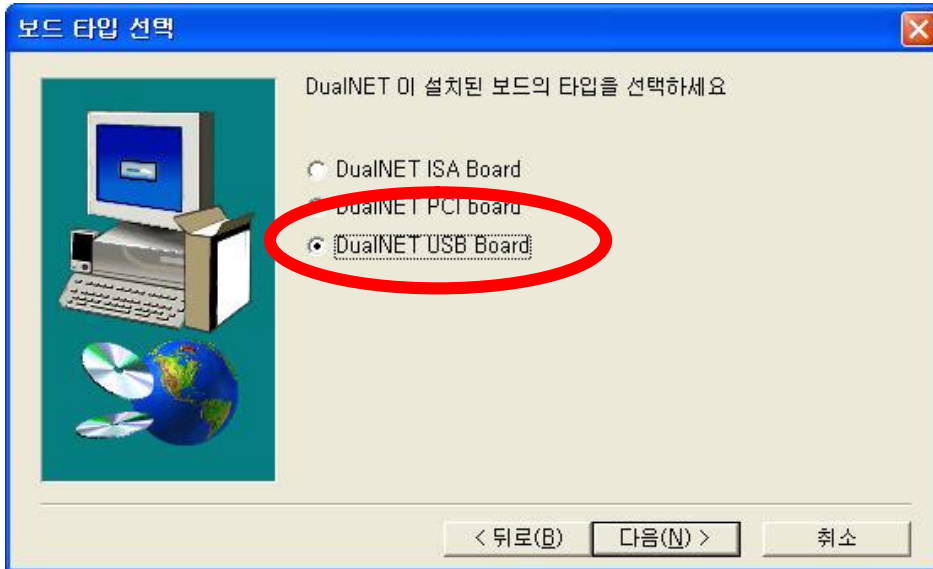 보드 타입 선택
DualNET 이 설치된 보드의 타입을 선택하세요
DualNET ISA Board
DualNET PCI board
DualNET USB Board
< 뒤로(B)
다음(N) >
취소